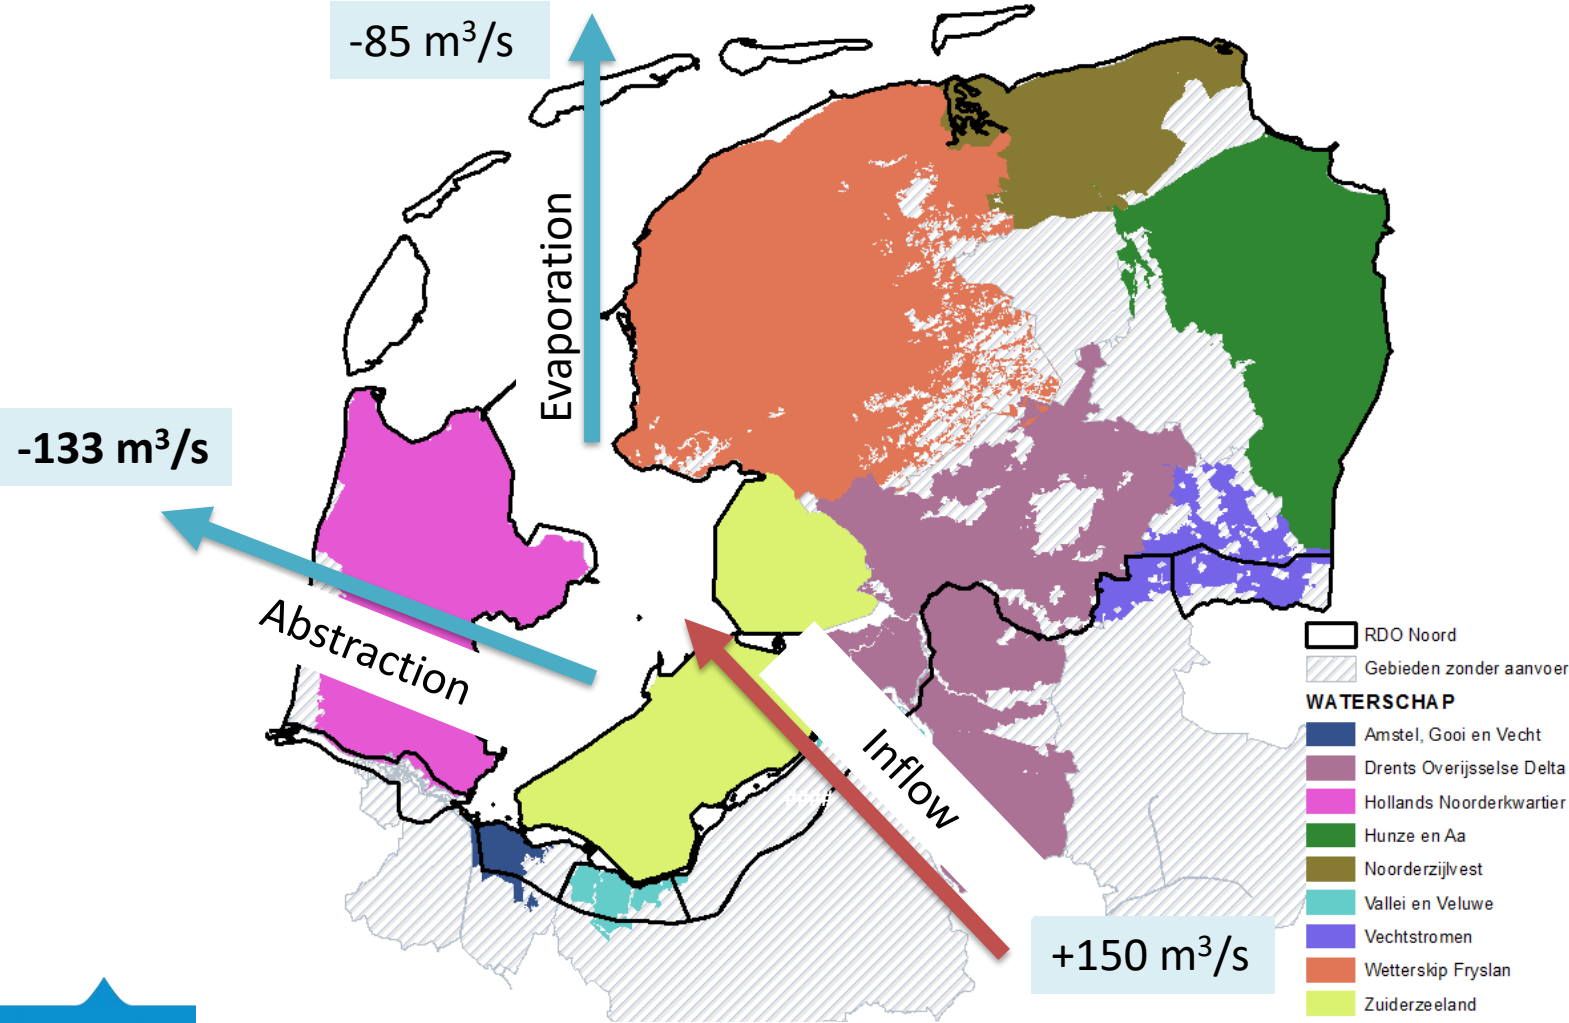 -85 m³/s
Evaporation
-133 m³/s
Abstraction
Inflow
+150 m³/s
RDO Noord
Gebieden zonder aanvoer
WATERSCHAP
Amstel, Gooi en Vecht
Drents Overijsselse Delta
Hollands Noorderkwartier
Hunze en Aa
Noorderzijlvest
Vallei en Veluwe
Vechtstromen
Wetterskip Fryslan
Zuiderzeeland